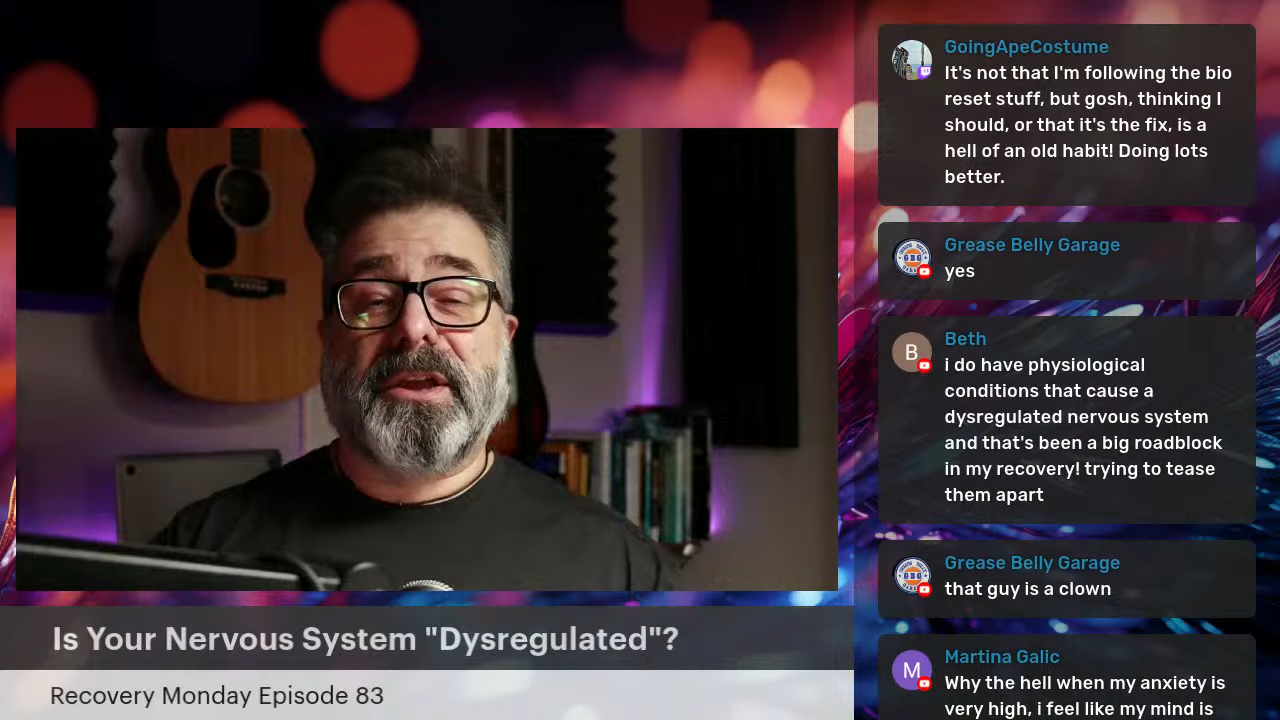 GoingApeCostume
It's not that I'm following the bio
reset stuff, but gosh, thinking I
should, or that it's the fix, is a
hell of an old habit! Doing lots
better.
Grease Belly Garage
yes
B
Beth
i do have physiological
conditions that cause a
dysregulated nervous system
and that's been a big roadblock
in my recovery! trying to tease
them apart
Grease Belly Garage
that guy is a clown
M
Martina Galic
Why the hell when my anxiety is
very high, i feel like my mind is
Is Your Nervous System "Dysregulated"?
Recovery Monday Episode 83